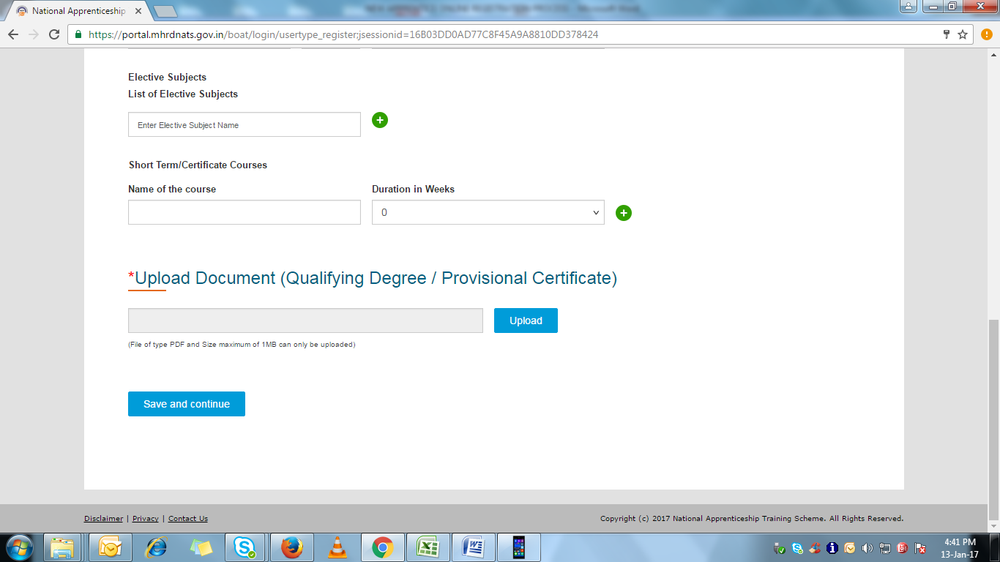 National Apprenticeship
https://portal.mhrdnats.gov.in/boat/login/usertype_register;jsessionid=16B03DD0AD77C8F45A9A8810DD378424
Elective Subjects
List of Elective Subjects
Enter Elective Subject Name
Short Term/Certificate Courses
Name of the course Duration in Weeks
0
*Upload Document (Qualifying Degree / Provisional Certificate)
Upload
(File of type PDF and Size maximum of 1MB can only be uploaded)
Save and continue
Disclaimer | Privacy | Contact Us Copyright (c) 2017 National Apprenticeship Training Scheme. All Rights Reserved.
4:41 PM
13-Jan-17